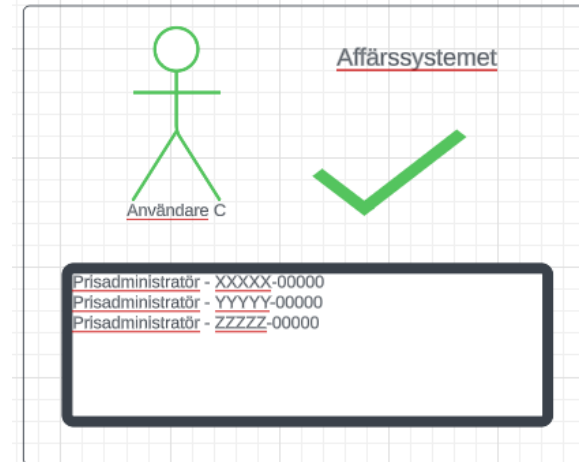 Affärssystemet
Användare C
Prisadministratör - XXXXX-00000
Prisadministratör - YYYYY-00000
Prisadministratör - ZZZZZ-00000